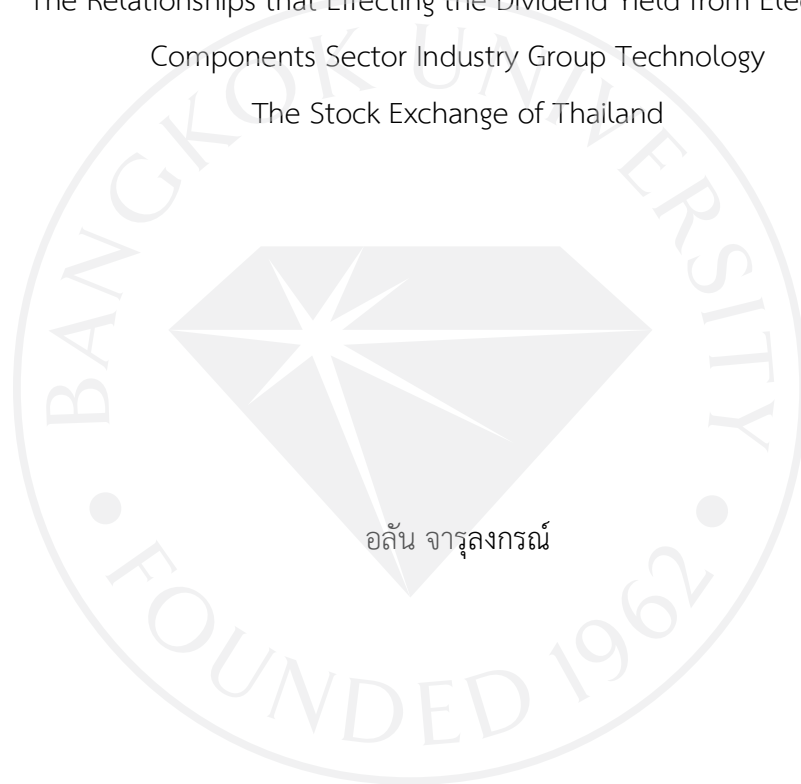 The Relationships that Effecting the Dividend Yield from
Components Sector Industry Group Technology
The Stock Exchange of Thailand
BANGKOK UNIVERSITY
อลัน จารุลงกรณ์
FOUNDED 1962